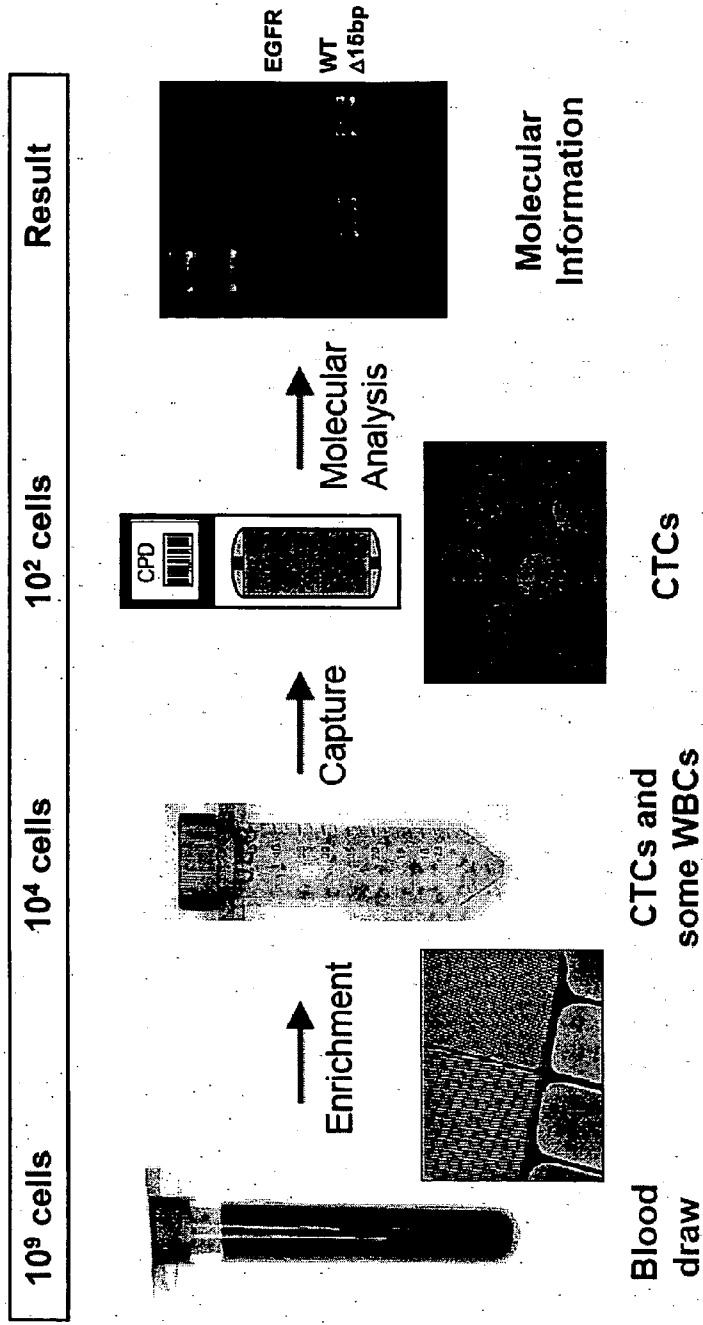 10⁹ cells
10⁴ cells
10² cells
Result
Enrichment
Capture
CPD
Molecular
Analysis
EGFR
WT
Δ15bp
Blood
draw
CTCs and
some WBCs
CTCs
Molecular
Information